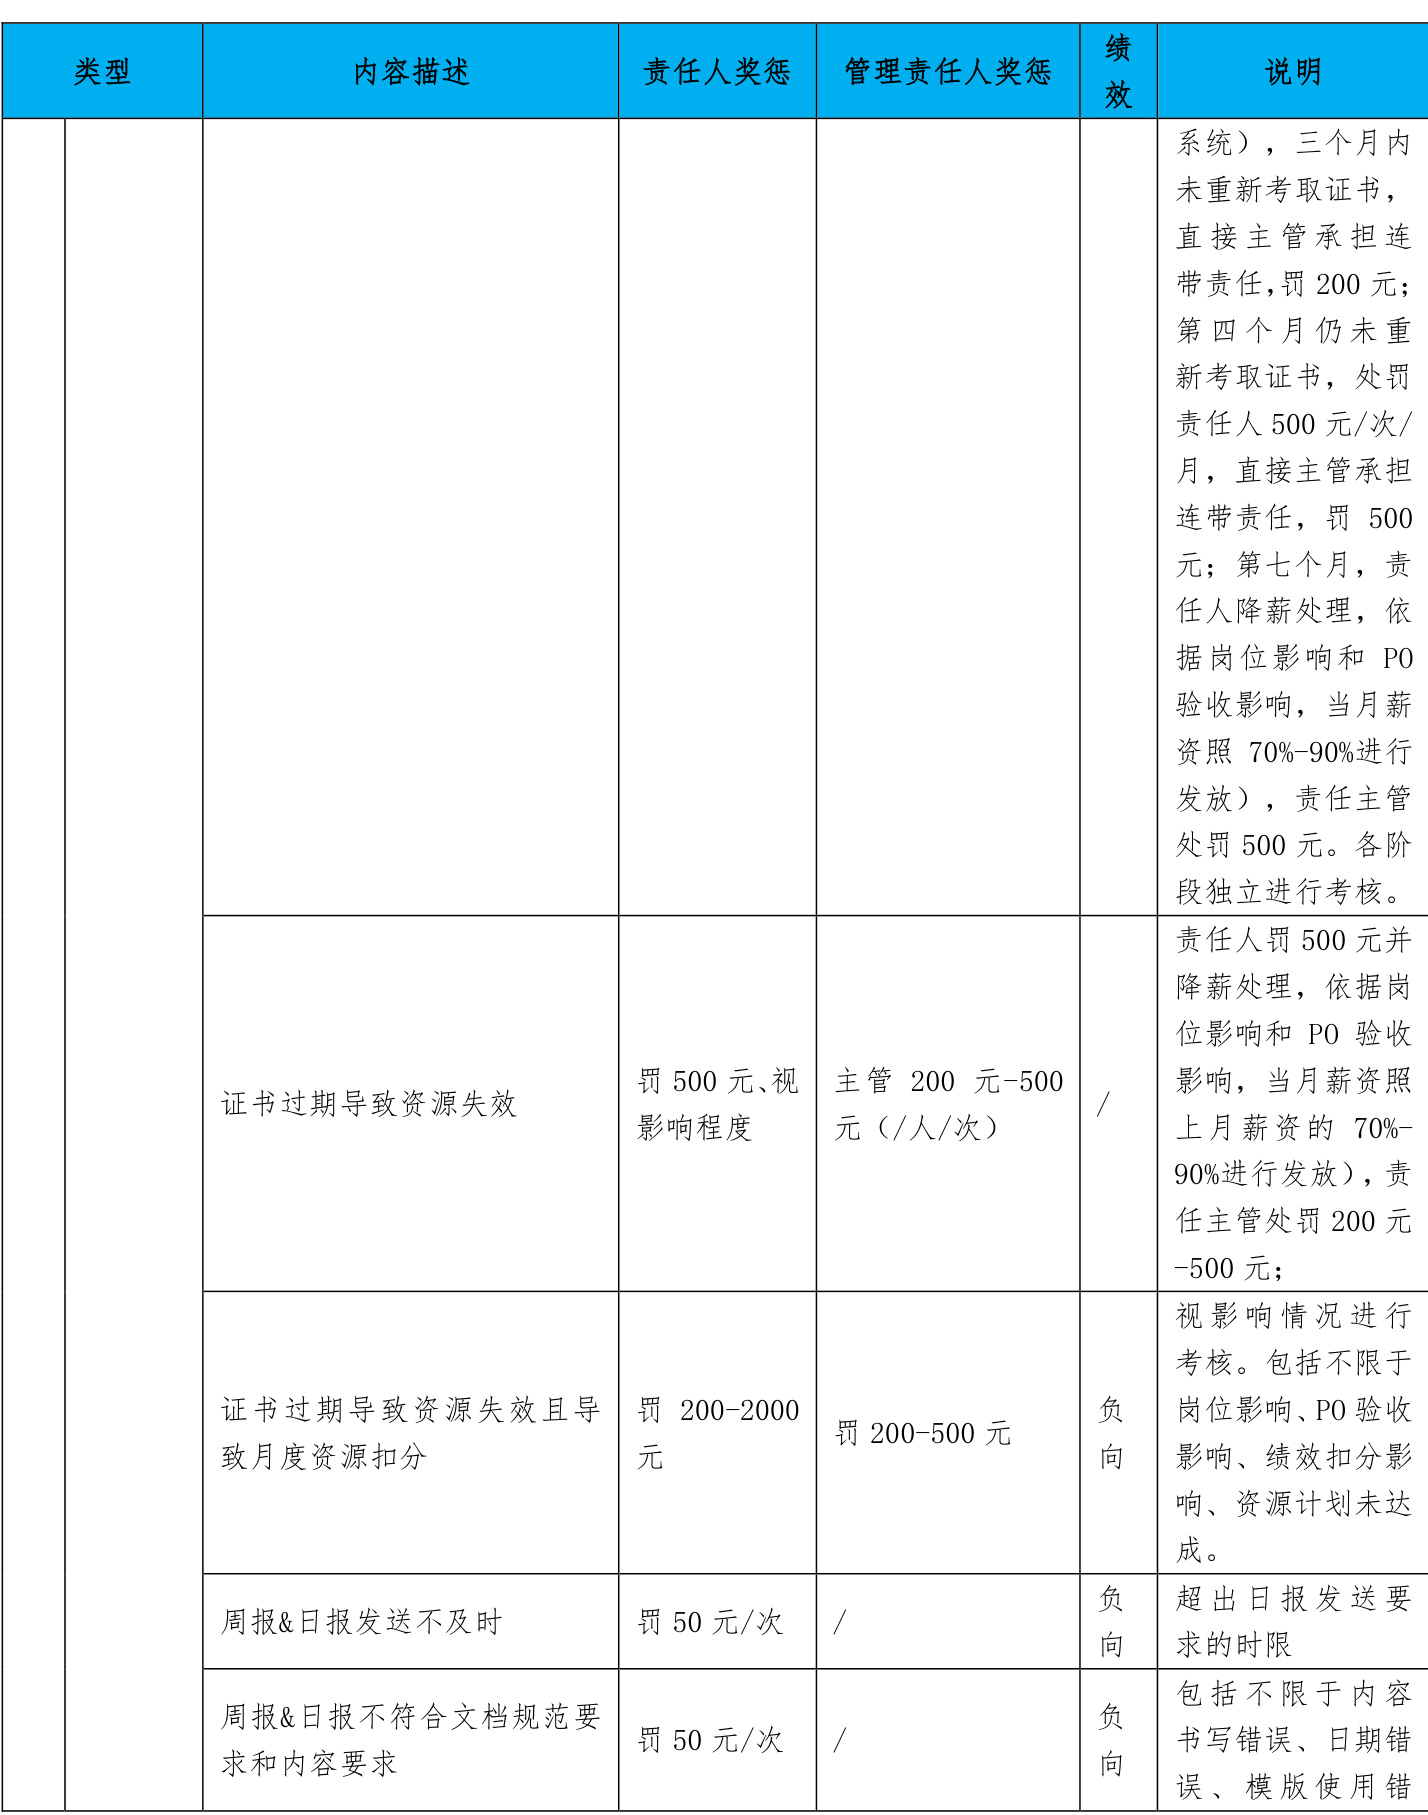 类型
内容描述
责任人奖惩
管理责任人奖惩
绩
效
说明
系统），三个月内
未重新考取证书，
直接主管承担连
带责任，罚 200 元；
第四个月仍未重
新考取证书，处罚
责任人 500 元/次/
月，直接主管承担
连带责任，罚 500
元；第七个月，责
任人降薪处理，依
据岗位影响和 PO
验收影响，当月薪
资照 70%-90%进行
发放），责任主管
处罚 500 元。各阶
段独立进行考核。
证书过期导致资源失效
罚 500 元、视
影响程度
主管 200 元-500
元（/人/次）
/
责任人罚 500 元并
降薪处理，依据岗
位影响和 PO 验收
影响，当月薪资照
上月薪资的 70%-
90%进行发放），责
任主管处罚 200 元
-500 元；
证书过期导致资源失效且导
致月度资源扣分
罚 200-2000
元
罚 200-500 元
负
向
视影响情况进行
考核。包括不限于
岗位影响、PO 验收
影响、绩效扣分影
响、资源计划未达
成。
周报&日报发送不及时
罚 50 元/次
/
负
向
超出日报发送要
求的时限
周报&日报不符合文档规范要
求和内容要求
罚 50 元/次
/
负
向
包括不限于内容
书写错误、日期错
误、模版使用错